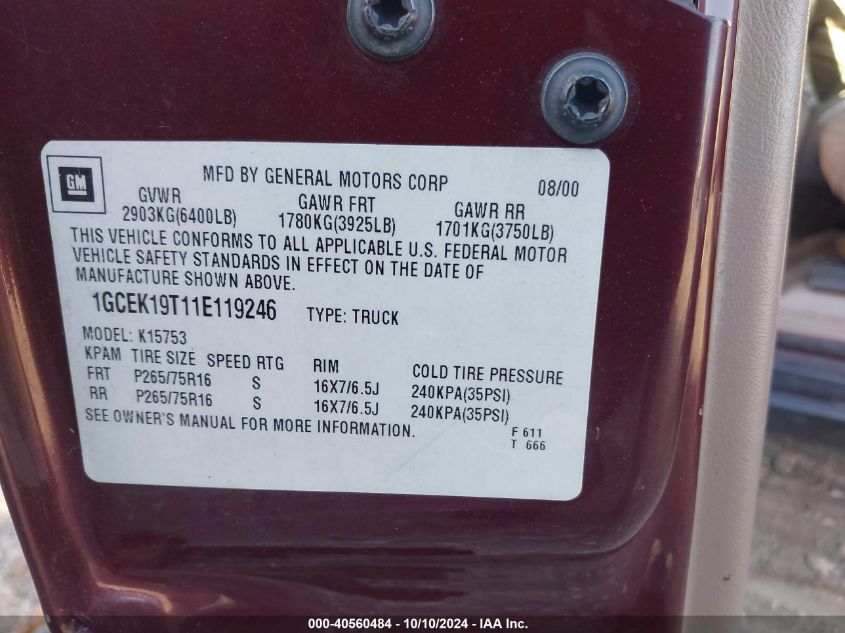 GM
MFD BY GENERAL MOTORS CORP 08/00
GVWR GAWR FRT GAWR RR
2903KG(6400LB) 1780KG(3925LB) 1701KG(3750LB)
THIS VEHICLE CONFORMS TO ALL APPLICABLE U.S. FEDERAL MOTOR
VEHICLE SAFETY STANDARDS IN EFFECT ON THE DATE OF
MANUFACTURE SHOWN ABOVE.
1GCEK19T11E119246 TYPE: TRUCK
MODEL: K15753
KPAM TIRE SIZE SPEED RTG RIM COLD TIRE PRESSURE
FRT P265/75R16 S 16X7/6.5J 240KPA(35PSI)
RR P265/75R16 S 16X7/6.5J 240KPA(35PSI)
SEE OWNER'S MANUAL FOR MORE INFORMATION.
F 611
T 666
000-40560484 - 10/10/2024 - IAA Inc.